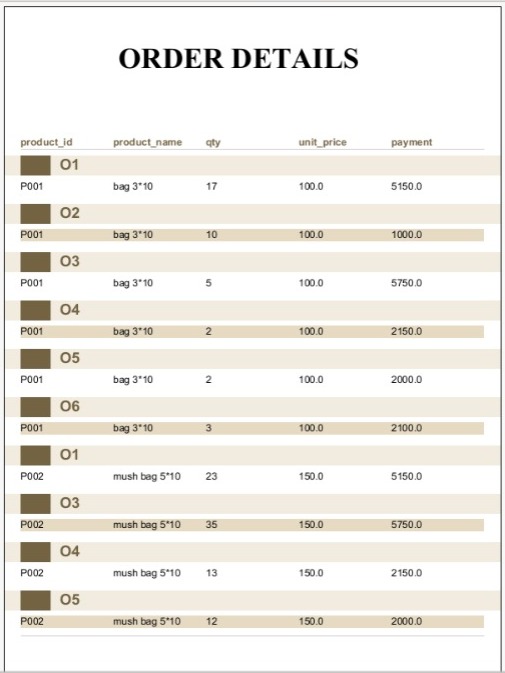 ORDER DETAILS
product_id product_name qty unit_price payment
O1
P001 bag 3*10 17 100.0 5150.0
O2
P001 bag 3*10 10 100.0 1000.0
O3
P001 bag 3*10 5 100.0 5750.0
O4
P001 bag 3*10 2 100.0 2150.0
O5
P001 bag 3*10 2 100.0 2000.0
O6
P001 bag 3*10 3 100.0 2100.0
O1
P002 mush bag 5*10 23 150.0 5150.0
O3
P002 mush bag 5*10 35 150.0 5750.0
O4
P002 mush bag 5*10 13 150.0 2150.0
O5
P002 mush bag 5*10 12 150.0 2000.0